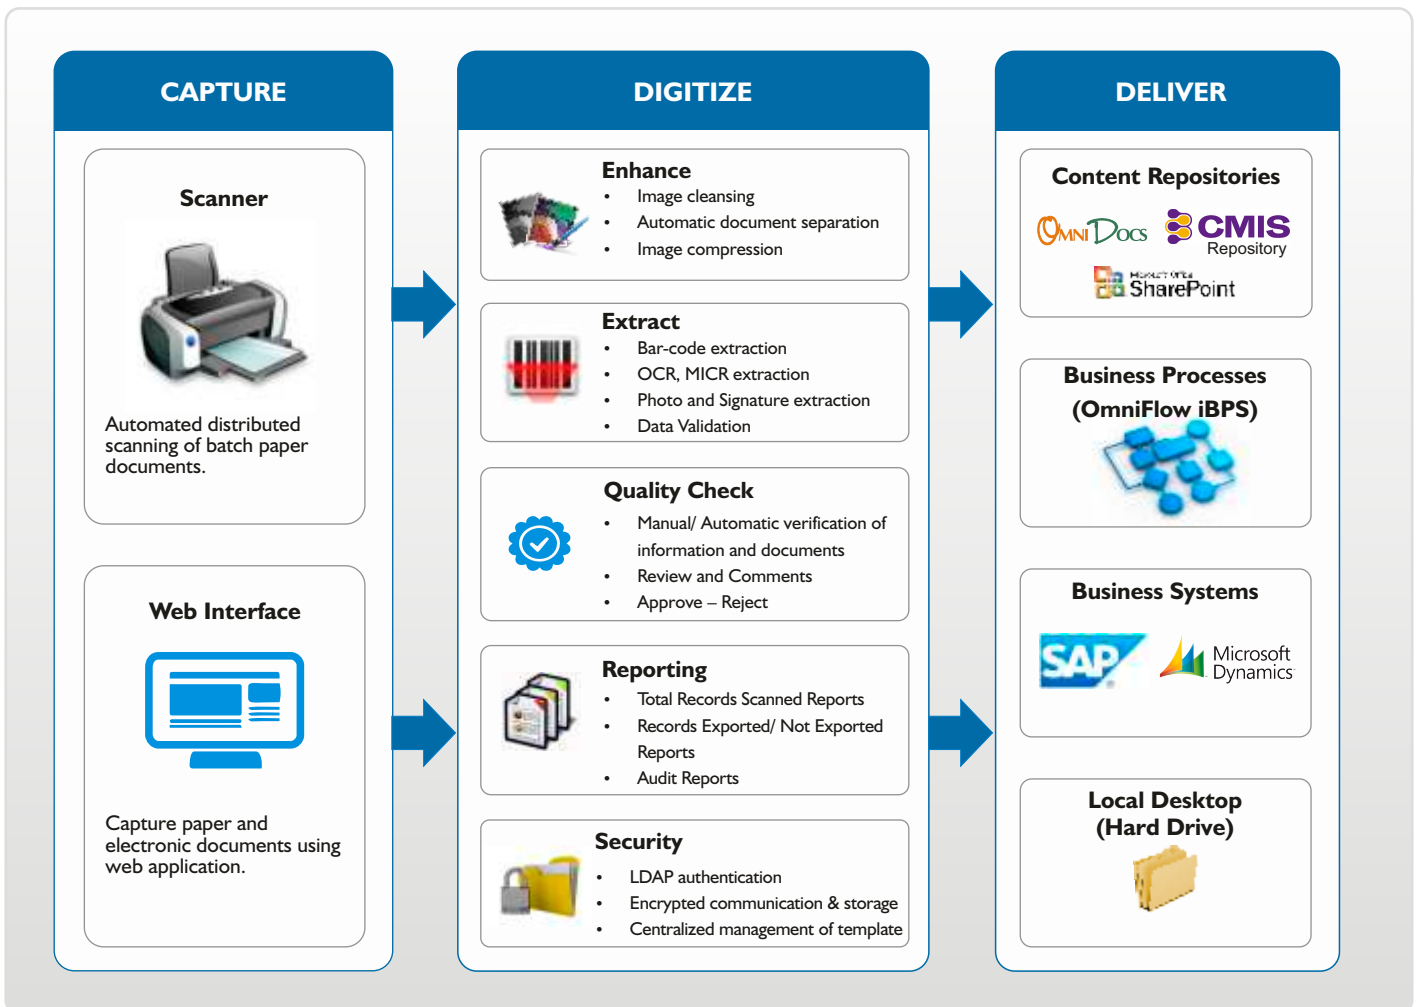 CAPTURE
Scanner
Automated distributed
scanning of batch paper
documents.
Web Interface
Capture paper and
electronic documents using
web application.
DIGITIZE
Enhance
• Image cleansing
• Automatic document separation
• Image compression
Extract
• Bar-code extraction
• OCR, MICR extraction
• Photo and Signature extraction
• Data Validation
Quality Check
• Manual/ Automatic verification of
information and documents
• Review and Comments
• Approve – Reject
Reporting
• Total Records Scanned Reports
• Records Exported/ Not Exported
Reports
• Audit Reports
Security
• LDAP authentication
• Encrypted communication & storage
• Centralized management of template
DELIVER
Content Repositories
OMNIDOCS
CMIS
Repository
Microsoft Office
SharePoint
Business Processes
(OmniFlow iBPS)
Business Systems
SAP
Microsoft
Dynamics
Local Desktop
(Hard Drive)